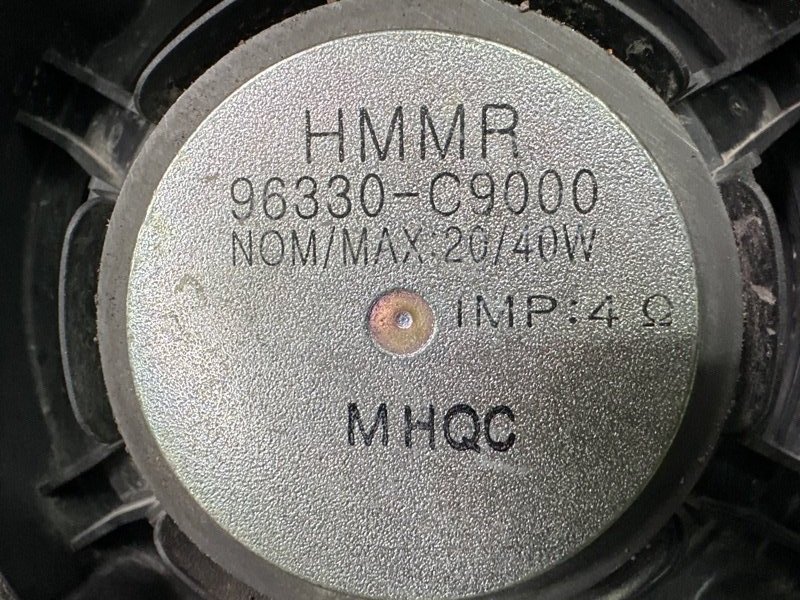 HMMR
96330-C9000
NOM/MAX:20/40W
IMP:4 Ω
MHQC